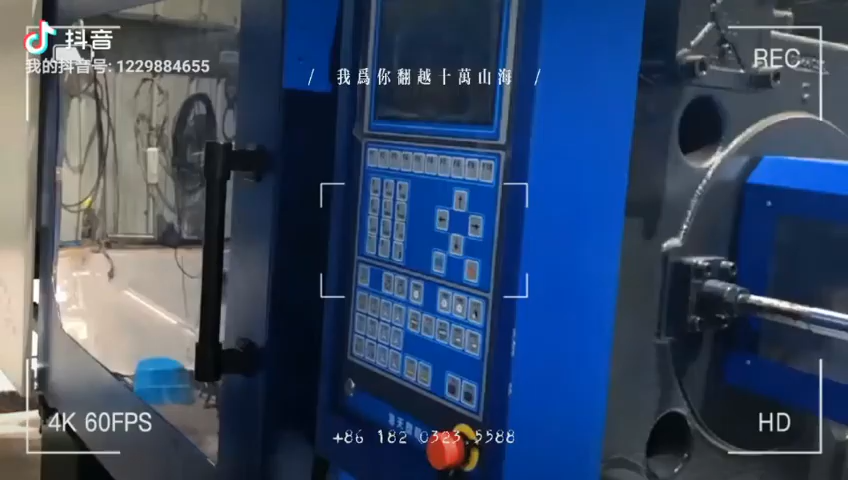 抖音
我的抖音号: 1229884655
/ 我爲你翻越十萬山海 /
REC
4K 60FPS
HD
+86 182 0323 5588